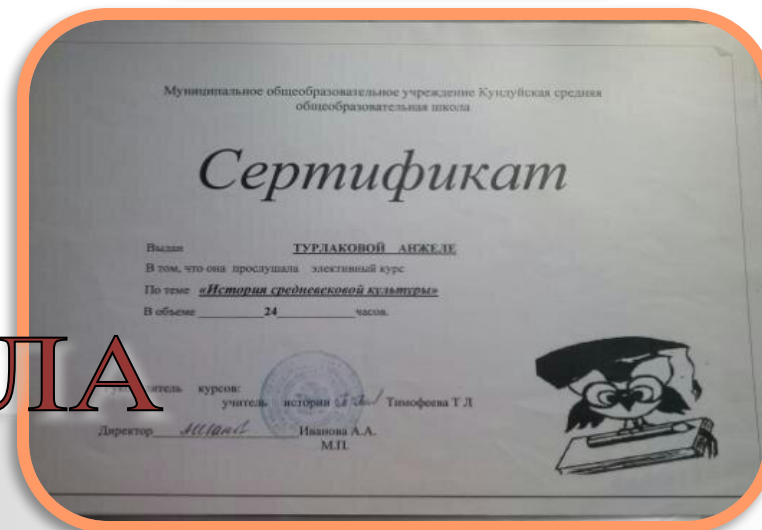 Муниципальное общеобразовательное учреждение Кундуйская средняя
общеобразовательная школа
Сертификат
Выдан ТУРЛАКОВОЙ АНЖЕЛЕ
В том, что она прослушала элективный курс
По теме «История средневековой культуры»
В объеме 24 часов.
курсов:
учитель истории Тимофеева Т Л
Директор Иванова А.А.
М.П.
ЛА